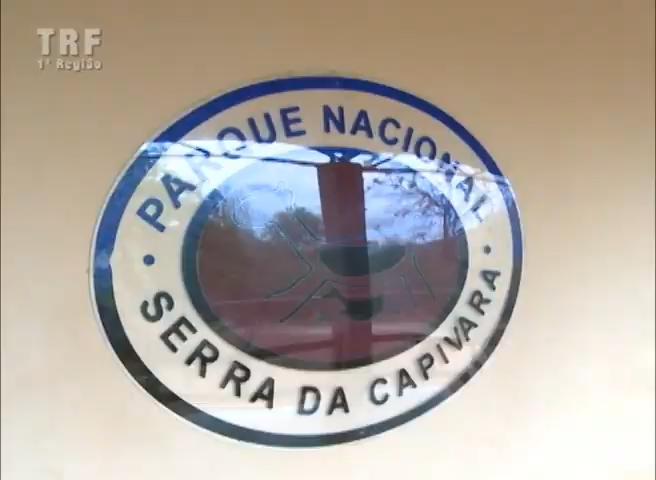 TRF
1ª Região
PARQUE NACIONAL
SERRA DA CAPIVARA